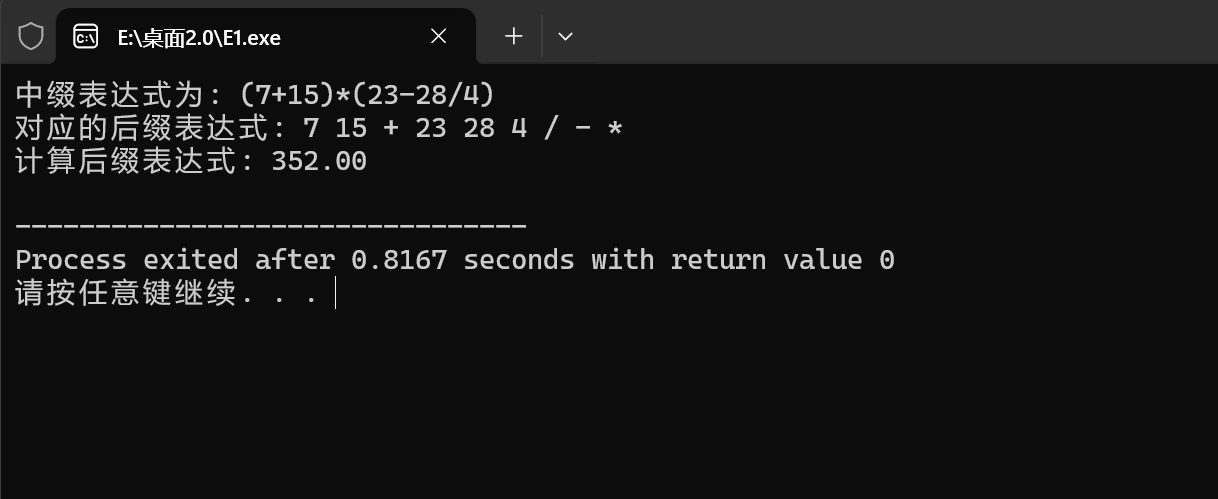 E:\桌面2.0\E1.exe
中缀表达式为: (7+15)*(23-28/4)
对应的后缀表达式: 7 15 + 23 28 4 / - *
计算后缀表达式: 352.00
--------------------------------
Process exited after 0.8167 seconds with return value 0
请按任意键继续. . .